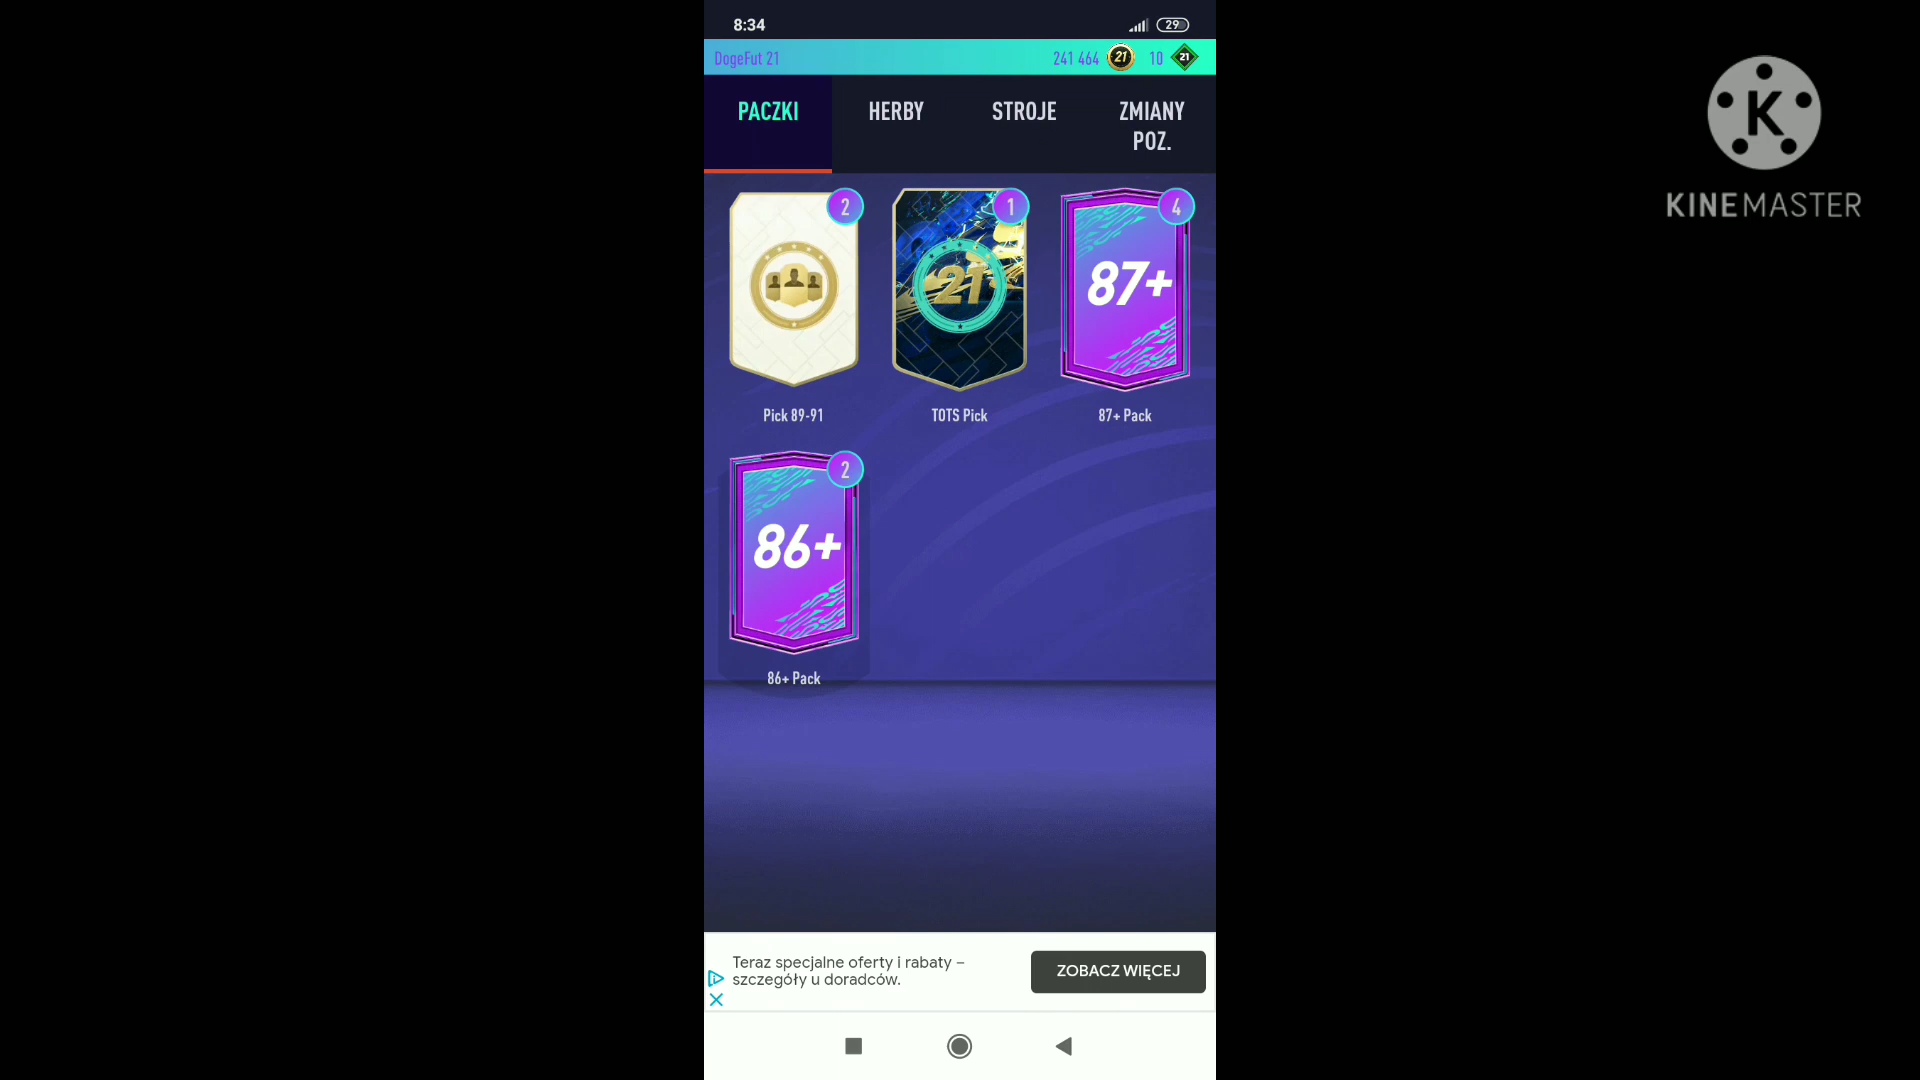 8:34
29
DogeFut 21
241 464
21
10
21
PACZKI
HERBY
STROJE
ZMIANY
POZ.
K
KINEMASTER
2
1
21
4
87+
Pick 89-91
TOTS Pick
87+ Pack
2
86+
86+ Pack
Teraz specjalne oferty i rabaty –
szczegóły u doradców.
ZOBACZ WIĘCEJ